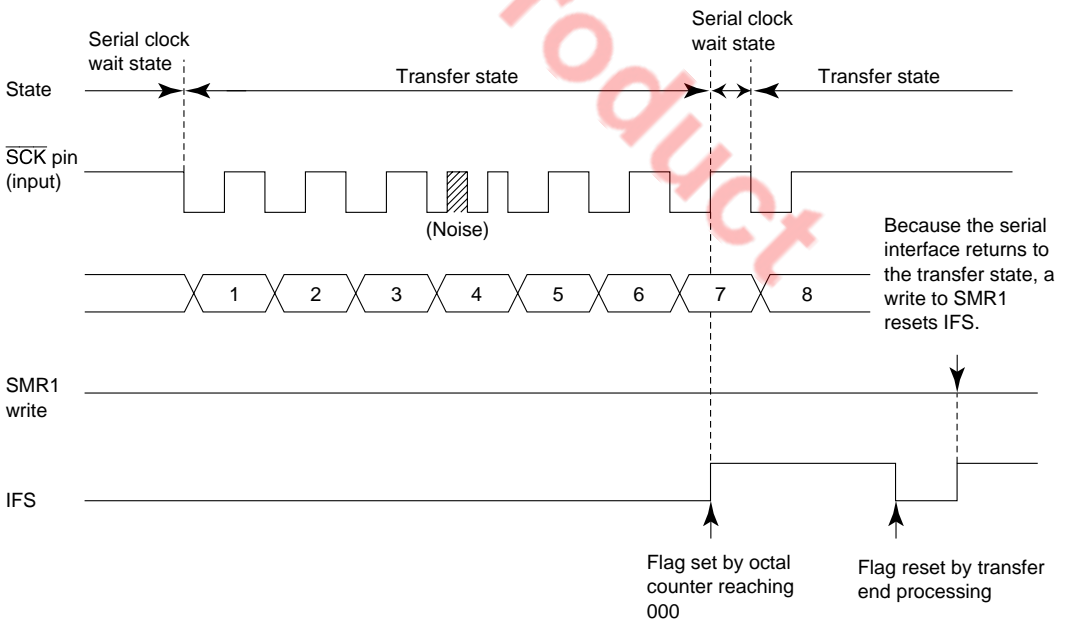 Serial clock
wait state
Serial clock
wait state
State
Transfer state
Transfer state
SCK pin
(input)
(Noise)
1 2 3 4 5 6 7 8
Because the serial
interface returns to
the transfer state, a
write to SMR1
resets IFS.
SMR1
write
IFS
Flag set by octal
counter reaching
000
Flag reset by transfer
end processing
roduct